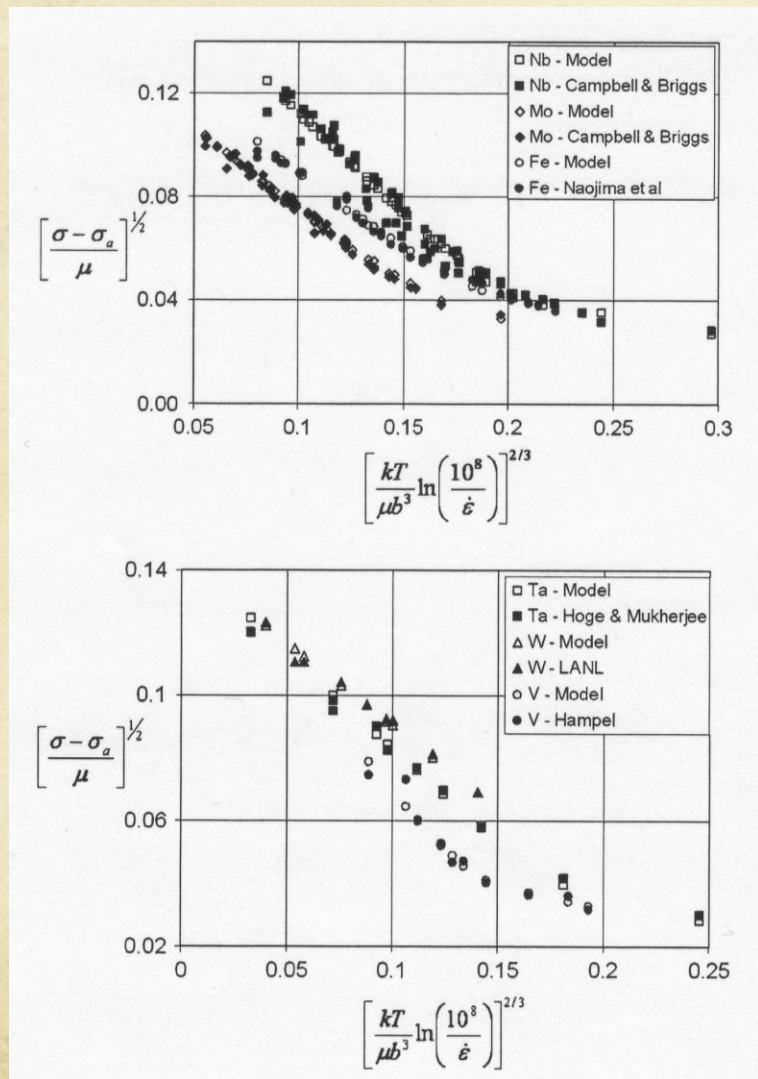 0.12
0.08
0.04
0.00
[(σ − σₐ)/μ]^½
□ Nb - Model
■ Nb - Campbell & Briggs
◇ Mo - Model
◆ Mo - Campbell & Briggs
○ Fe - Model
● Fe - Naojima et al
0.05 0.1 0.15 0.2 0.25 0.3
[kT/μb³ ln(10⁸/ε̇)]^2/3
0.14
0.1
0.06
0.02
[(σ − σₐ)/μ]^½
□ Ta - Model
■ Ta - Hoge & Mukherjee
△ W - Model
▲ W - LANL
○ V - Model
● V - Hampel
0 0.05 0.1 0.15 0.2 0.25
[kT/μb³ ln(10⁸/ε̇)]^2/3